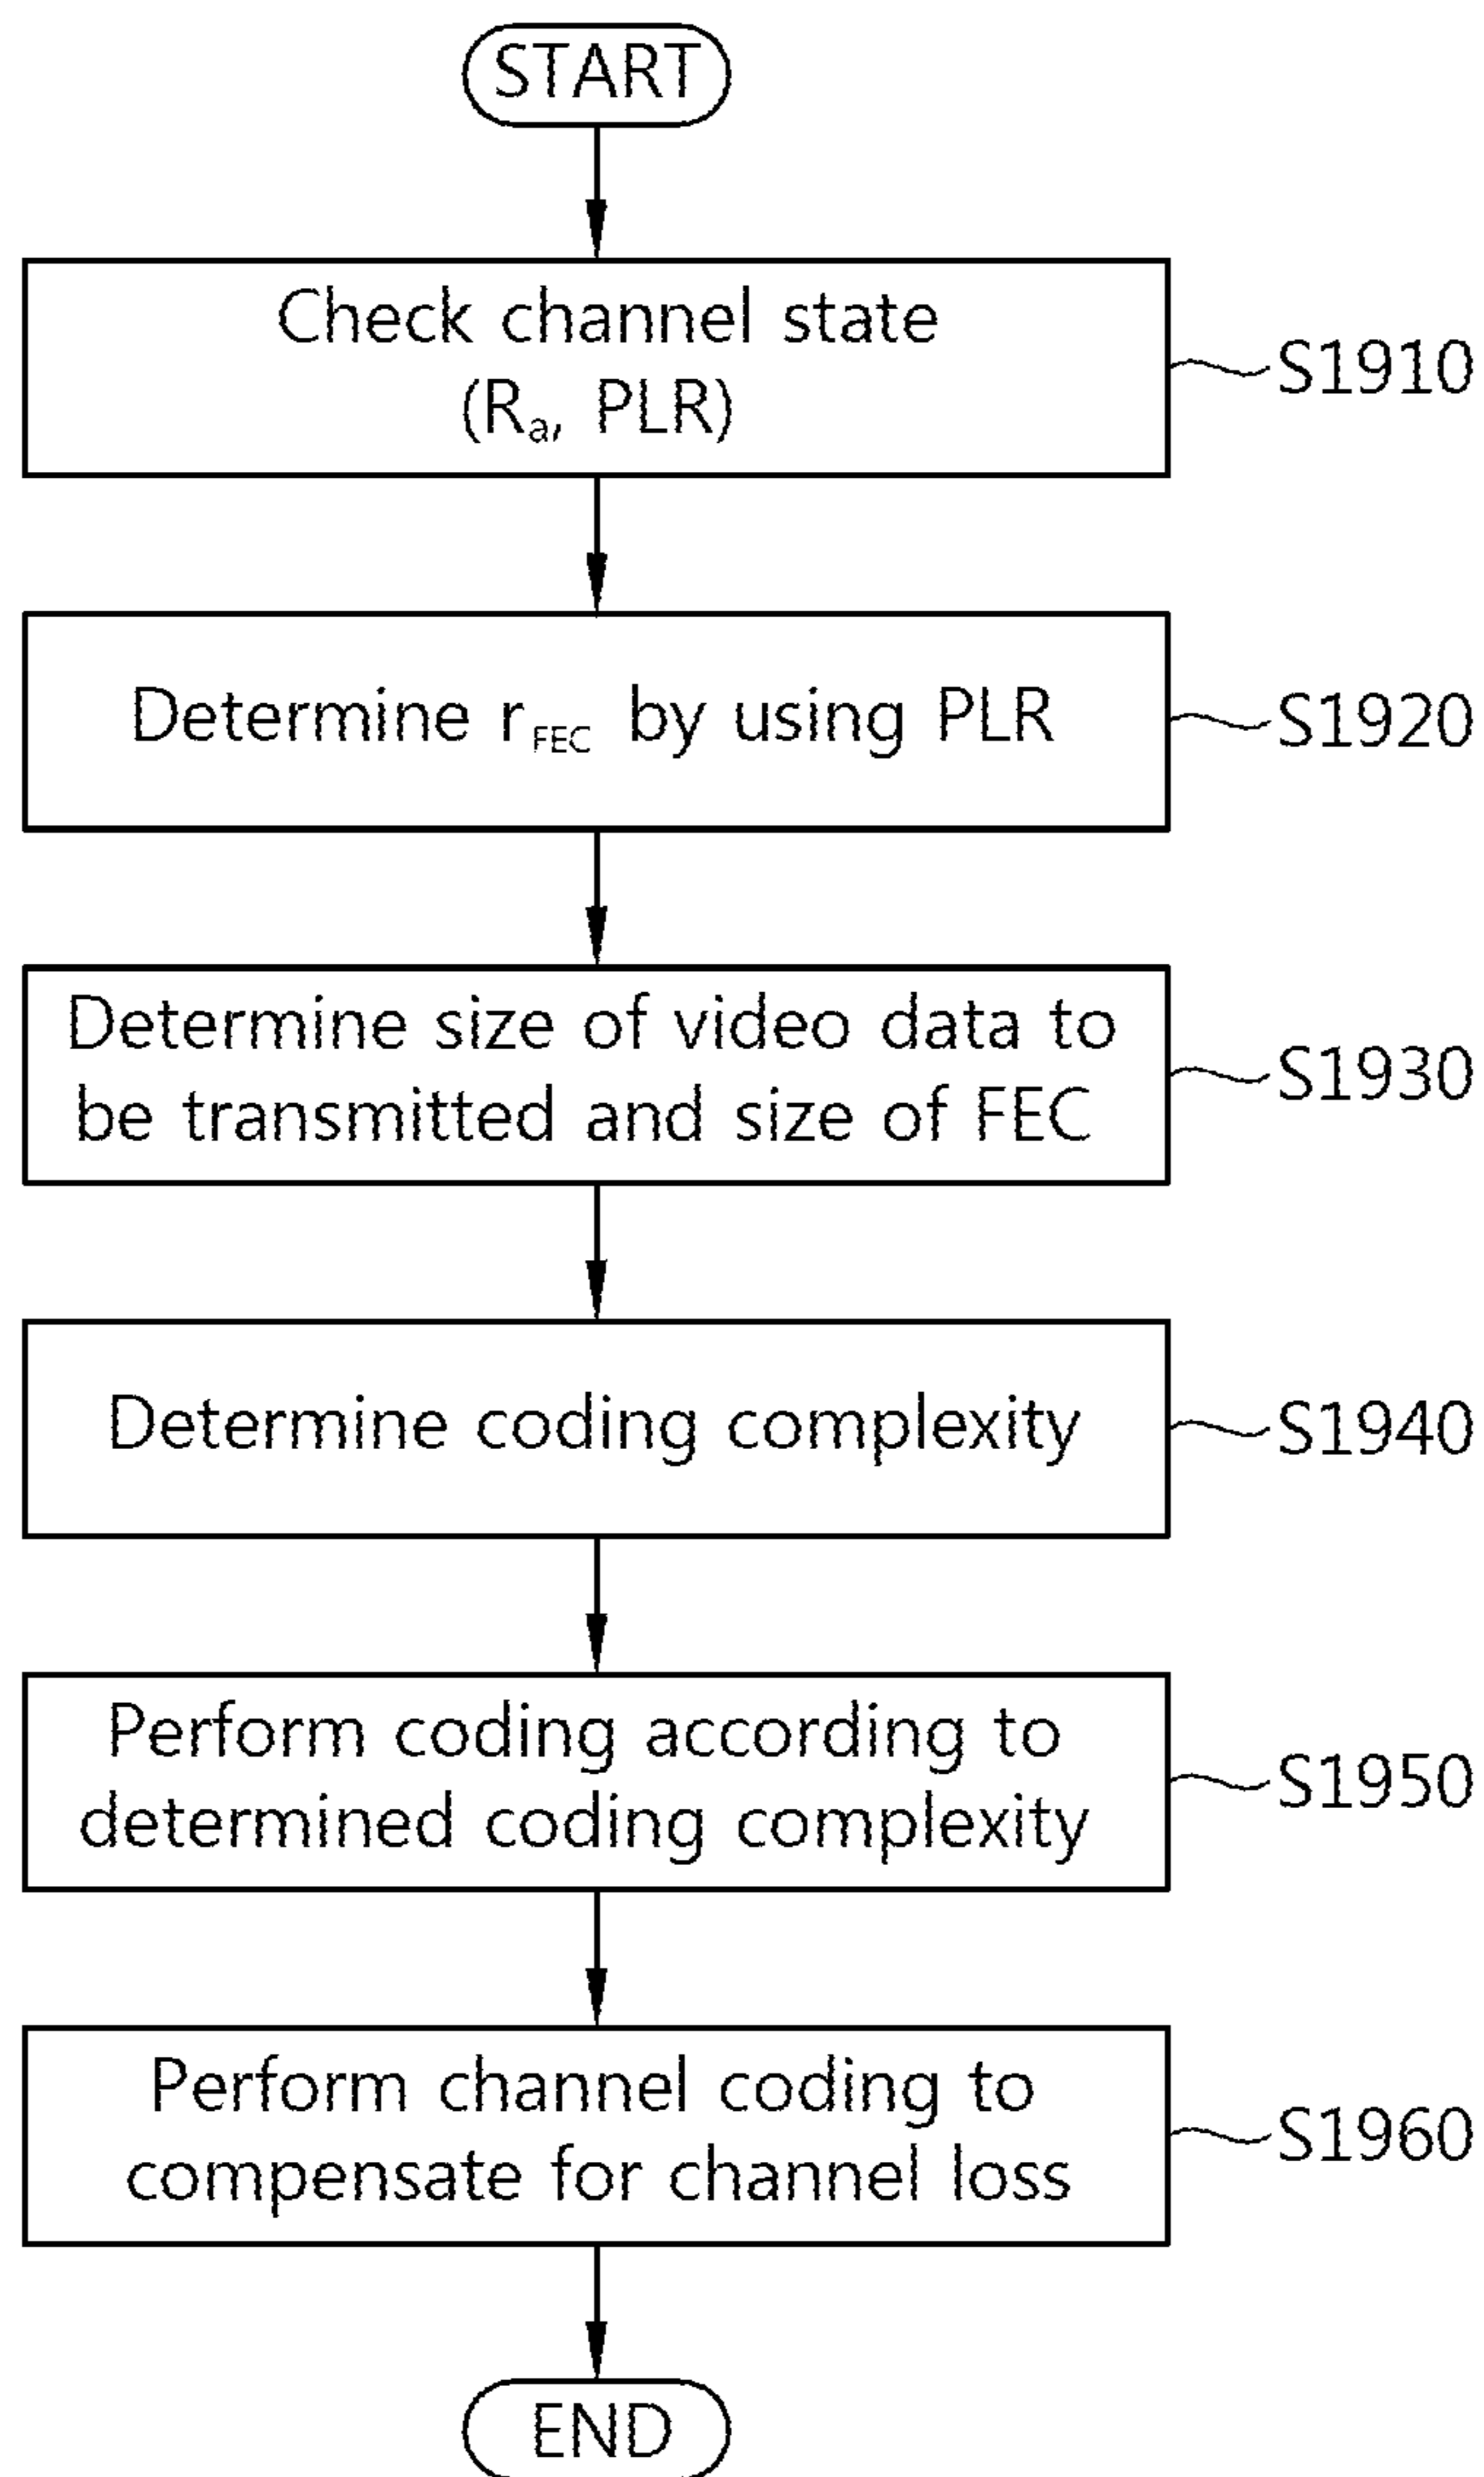 START
Check channel state
(Ra, PLR)
S1910
Determine rFEC by using PLR
S1920
Determine size of video data to
be transmitted and size of FEC
S1930
Determine coding complexity
S1940
Perform coding according to
determined coding complexity
S1950
Perform channel coding to
compensate for channel loss
S1960
END